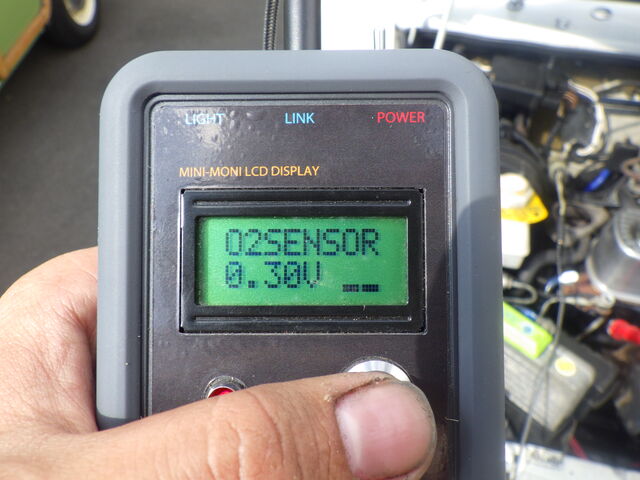 LIGHT LINK POWER
MINI-MONI LCD DISPLAY
O2SENSOR
0.30V